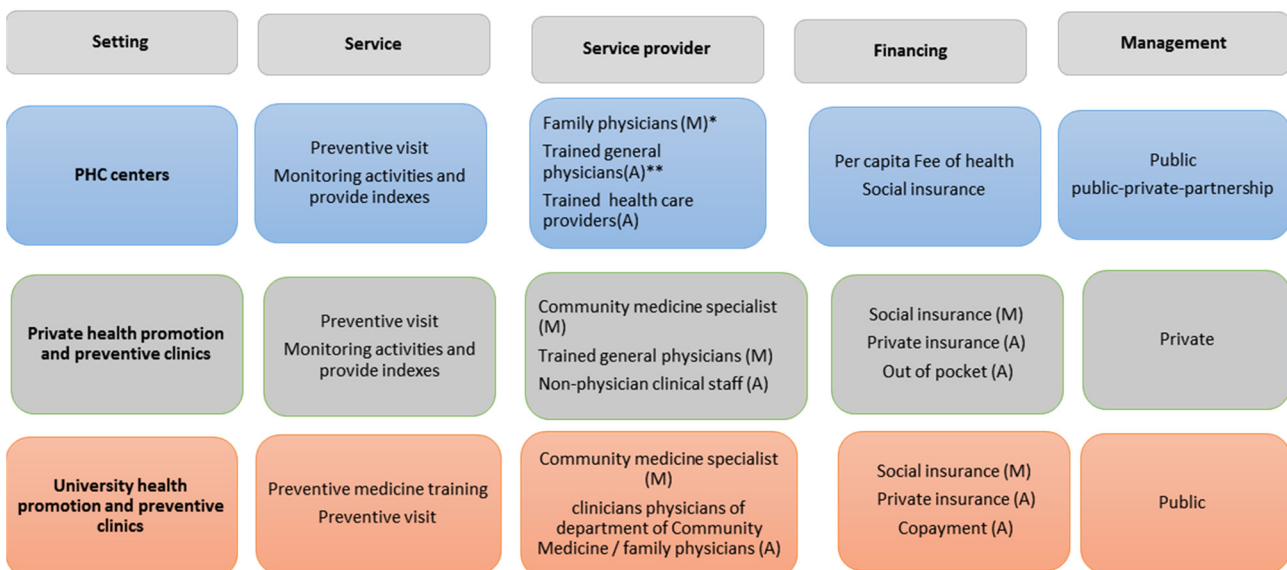 Setting
Service
Service provider
Financing
Management
PHC centers
Preventive visit
Monitoring activities and
provide indexes
Family physicians (M)*
Trained general
physicians(A)**
Trained  health care
providers(A)
Per capita Fee of health
Social insurance
Public
public-private-partnership
Private health promotion
and preventive clinics
Preventive visit
Monitoring activities and
provide indexes
Community medicine specialist
(M)
Trained general physicians (M)
Non-physician clinical staff (A)
Social insurance (M)
Private insurance (A)
Out of pocket (A)
Private
University health
promotion and preventive
clinics
Preventive medicine training
Preventive visit
Community medicine specialist
(M)
clinicians physicians of
department of Community
Medicine / family physicians (A)
Social insurance (M)
Private insurance (A)
Copayment (A)
Public